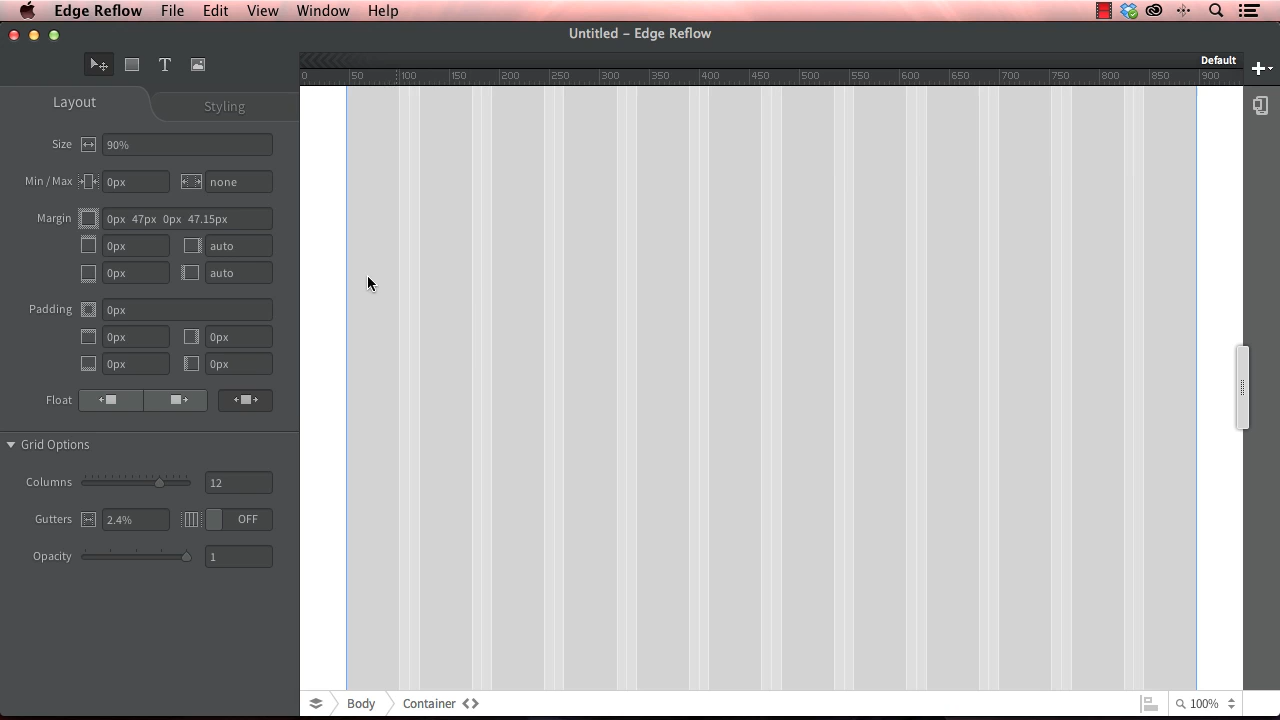 Edge Reflow File Edit View Window Help
Untitled – Edge Reflow
Default
0 50 100 150 200 250 300 350 400 450 500 550 600 650 700 750 800 850 900
T
Layout Styling
Size 90%
Min / Max 0px none
Margin 0px 47px 0px 47.15px
0px auto
0px auto
Padding 0px
0px 0px
0px 0px
Float
Grid Options
Columns 12
Gutters 2.4% OFF
Opacity 1
Body Container 100%